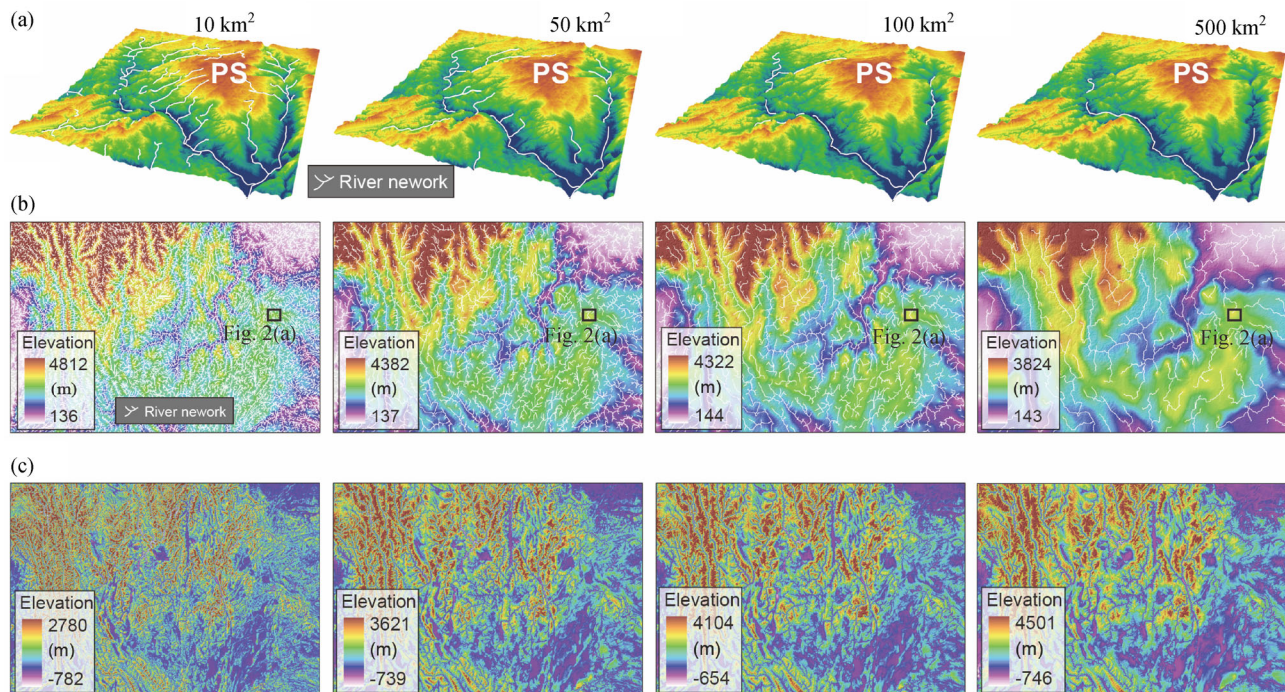 (a)
10 km²
50 km²
100 km²
500 km²
PS
PS
PS
PS
River nework
(b)
Fig. 2(a)
Fig. 2(a)
Fig. 2(a)
Fig. 2(a)
Elevation
4812
(m)
136
River nework
Elevation
4382
(m)
137
Elevation
4322
(m)
144
Elevation
3824
(m)
143
(c)
Elevation
2780
(m)
-782
Elevation
3621
(m)
-739
Elevation
4104
(m)
-654
Elevation
4501
(m)
-746